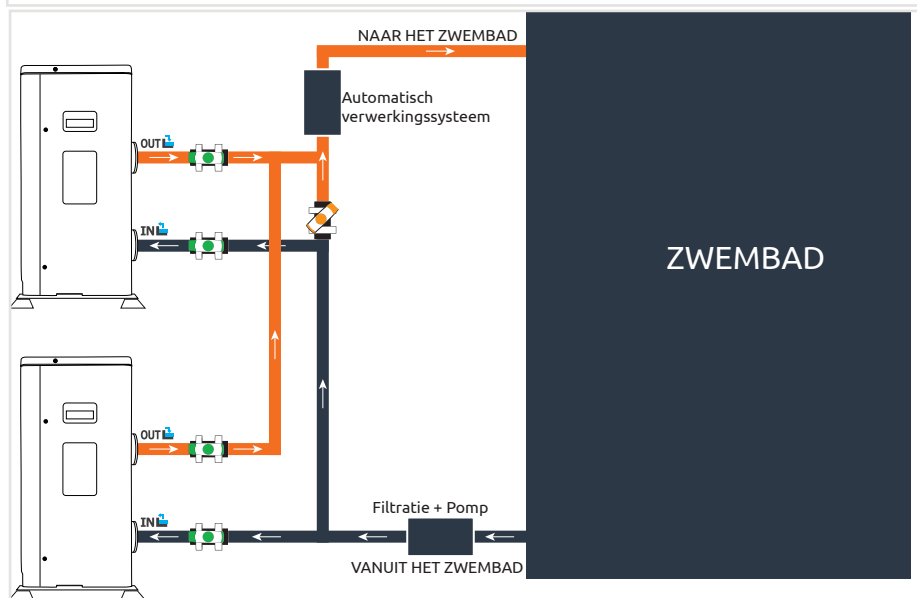 NAAR HET ZWEMBAD
Automatisch
verwerkingssysteem
OUT
IN
ZWEMBAD
OUT
IN
Filtratie + Pomp
VANUIT HET ZWEMBAD